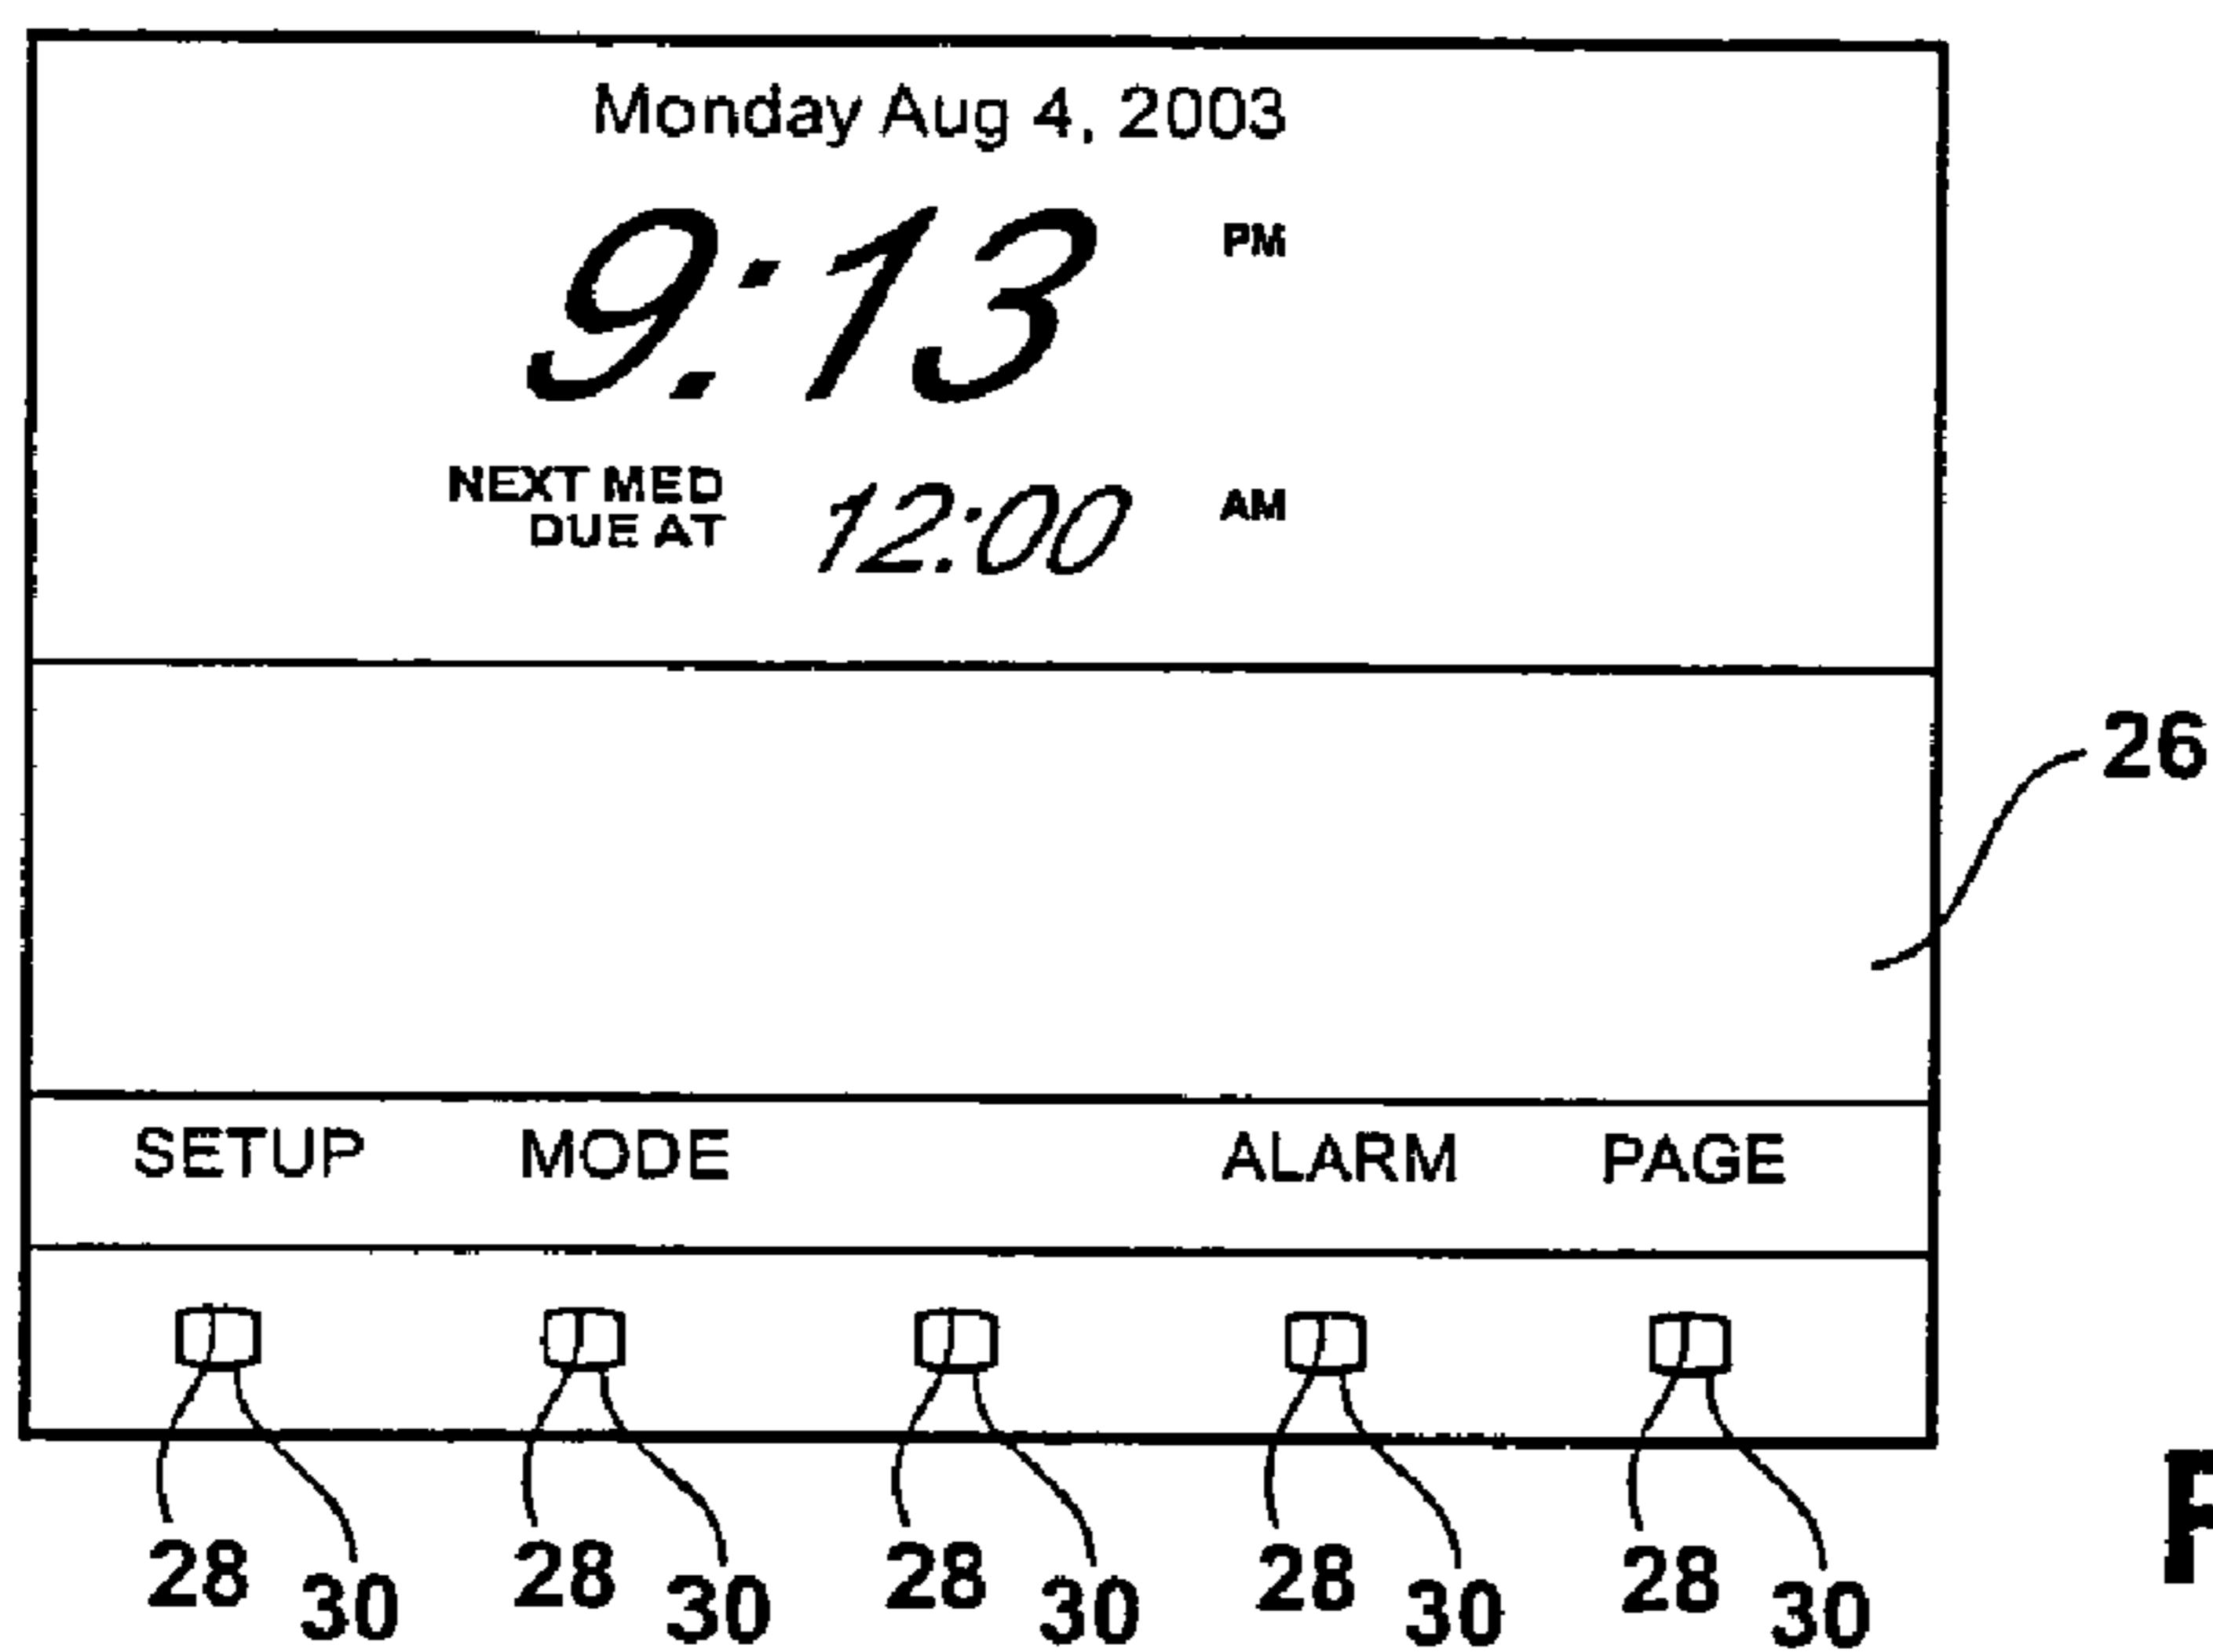 Monday Aug 4, 2003
9:13 PM
NEXT MED
DUE AT 12:00 AM
26
SETUP MODE ALARM PAGE
28 30 28 30 28 30 28 30 28 30